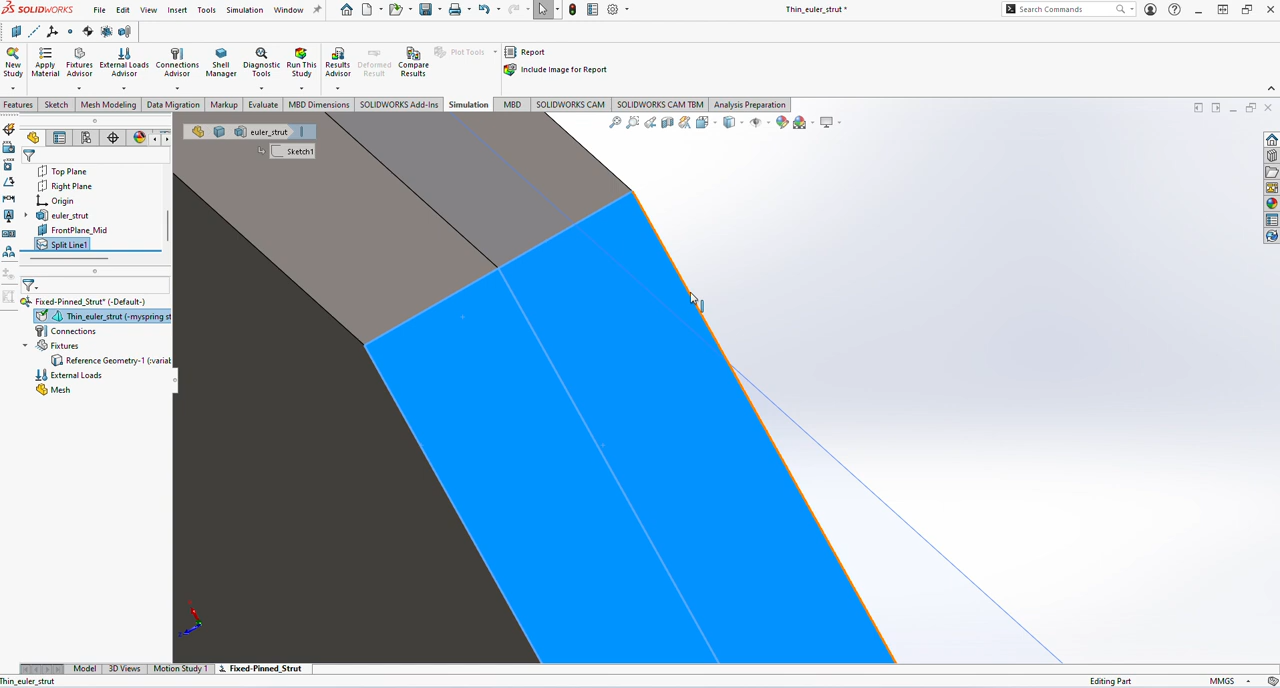 SOLIDWORKS File Edit View Insert Tools Simulation Window Thin_euler_strut * Search Commands
New Study Apply Material Fixtures Advisor External Loads Advisor Connections Advisor Shell Manager Diagnostic Tools Run This Study Results Advisor Deformed Result Compare Results Plot Tools Report
Include Image for Report
Features Sketch Mesh Modeling Data Migration Markup Evaluate MBD Dimensions SOLIDWORKS Add-Ins Simulation MBD SOLIDWORKS CAM SOLIDWORKS CAM TBM Analysis Preparation
euler_strut
Sketch1
Top Plane
Right Plane
Origin
euler_strut
FrontPlane_Mid
Split Line1
Fixed-Pinned_Strut* (-Default-)
Thin_euler_strut (-myspring st
Connections
Fixtures
Reference Geometry-1 (:variab
External Loads
Mesh
Model 3D Views Motion Study 1 Fixed-Pinned_Strut
Thin_euler_strut Editing Part MMGS